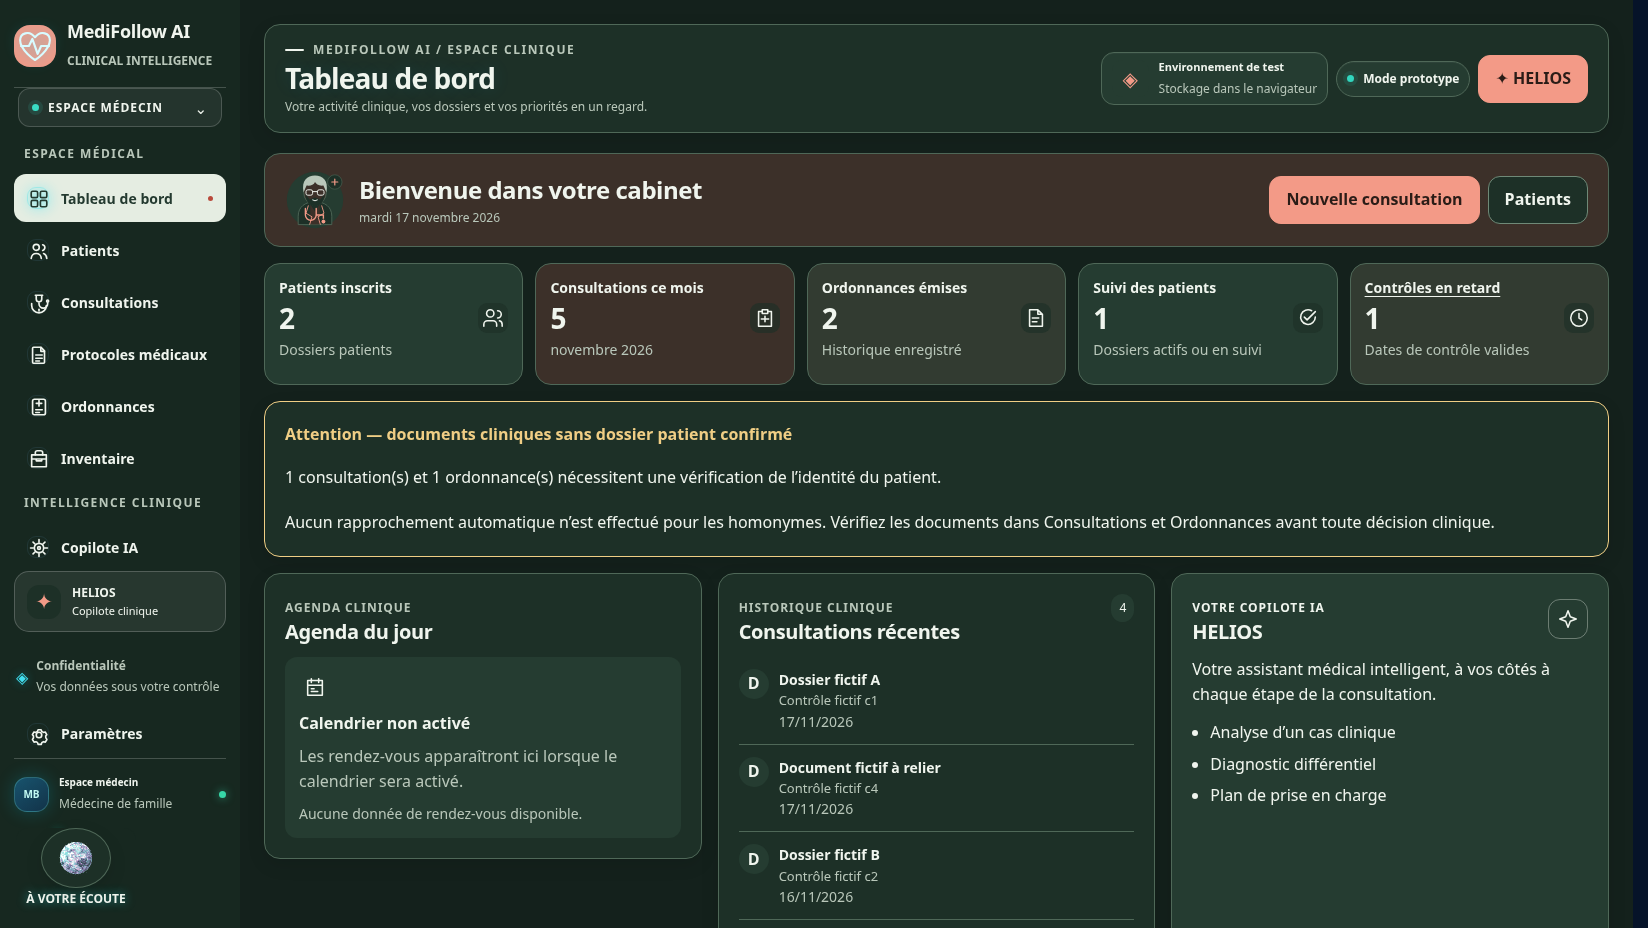 MediFollow AI
CLINICAL INTELLIGENCE
ESPACE MÉDECIN
ESPACE MÉDICAL
Tableau de bord
Patients
Consultations
Protocoles médicaux
Ordonnances
Inventaire
INTELLIGENCE CLINIQUE
Copilote IA
HELIOS
Copilote clinique
Confidentialité
Vos données sous votre contrôle
Paramètres
MB
Espace médecin
Médecine de famille
À VOTRE ÉCOUTE
MEDIFOLLOW AI / ESPACE CLINIQUE
Tableau de bord
Votre activité clinique, vos dossiers et vos priorités en un regard.
Environnement de test
Stockage dans le navigateur
Mode prototype
HELIOS
Bienvenue dans votre cabinet
mardi 17 novembre 2026
Nouvelle consultation
Patients
Patients inscrits
2
Dossiers patients
Consultations ce mois
5
novembre 2026
Ordonnances émises
2
Historique enregistré
Suivi des patients
1
Dossiers actifs ou en suivi
Contrôles en retard
1
Dates de contrôle valides
Attention — documents cliniques sans dossier patient confirmé
1 consultation(s) et 1 ordonnance(s) nécessitent une vérification de l’identité du patient.
Aucun rapprochement automatique n’est effectué pour les homonymes. Vérifiez les documents dans Consultations et Ordonnances avant toute décision clinique.
AGENDA CLINIQUE
Agenda du jour
Calendrier non activé
Les rendez-vous apparaîtront ici lorsque le
calendrier sera activé.
Aucune donnée de rendez-vous disponible.
HISTORIQUE CLINIQUE
4
Consultations récentes
D
Dossier fictif A
Contrôle fictif c1
17/11/2026
D
Document fictif à relier
Contrôle fictif c4
17/11/2026
D
Dossier fictif B
Contrôle fictif c2
16/11/2026
VOTRE COPILOTE IA
HELIOS
Votre assistant médical intelligent, à vos côtés à
chaque étape de la consultation.
• Analyse d’un cas clinique
• Diagnostic différentiel
• Plan de prise en charge